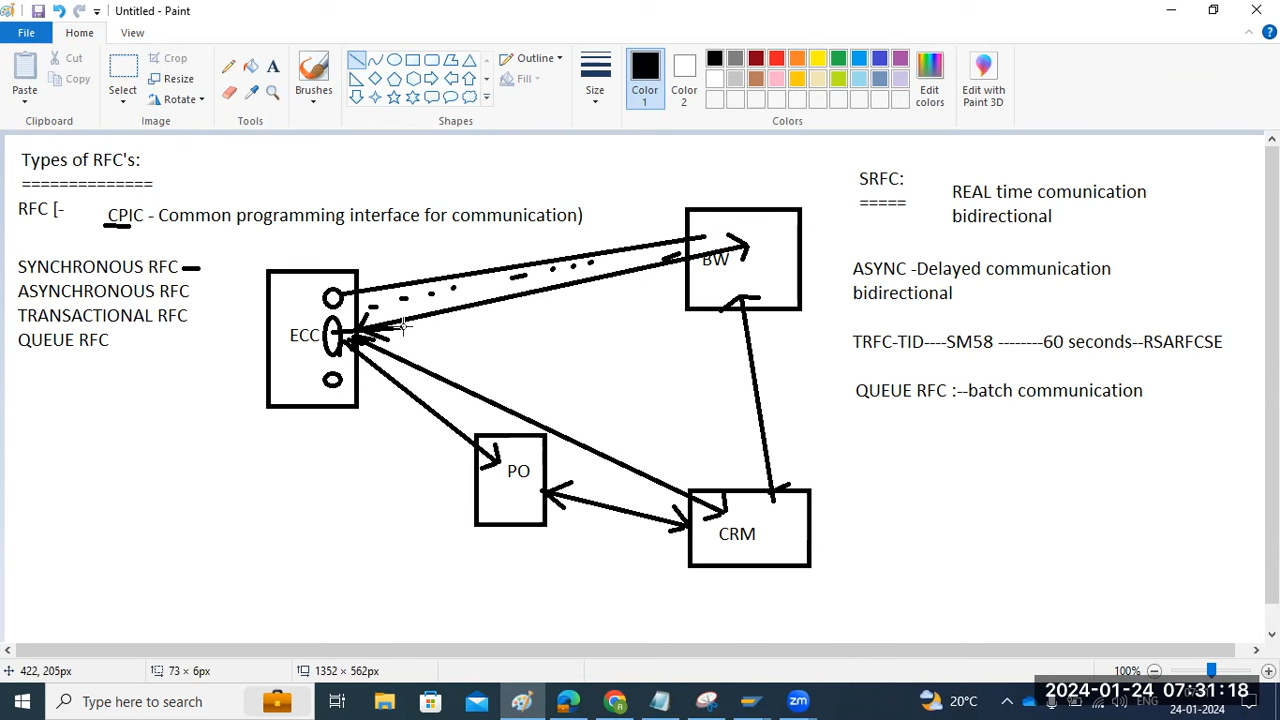 Untitled - Paint
File
Home
View
Paste
Cut
Copy
Clipboard
Select
Crop
Resize
Rotate
Image
Tools
Brushes
Shapes
Outline
Fill
Size
Color 1
Color 2
Edit colors
Colors
Edit with Paint 3D
Types of RFC's:
==============
RFC [-
CPIC - Common programming interface for communication)
SYNCHRONOUS RFC
ASYNCHRONOUS RFC
TRANSACTIONAL RFC
QUEUE RFC
ECC
BW
PO
CRM
SRFC:
=====
REAL time comunication
bidirectional
ASYNC -Delayed communication
bidirectional
TRFC-TID----SM58 --------60 seconds--RSARFCSE
QUEUE RFC :--batch communication
422, 205px
73 × 6px
1352 × 562px
100%
Type here to search
20°C
ENG
2024-01-24 07:31:18
24-01-2024